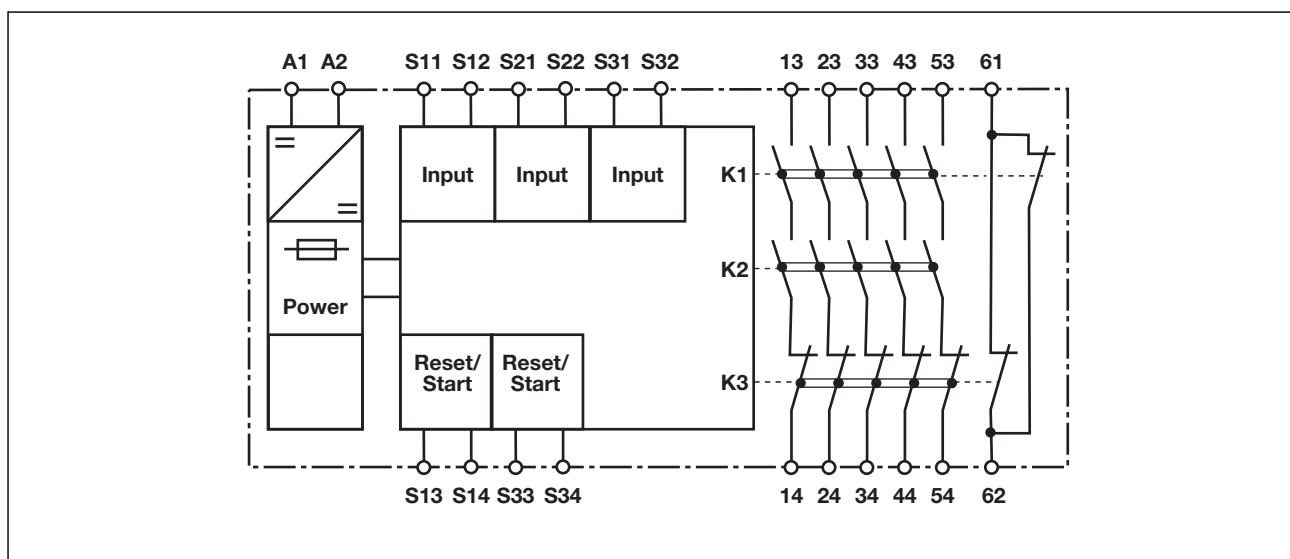 A1 A2 S11 S12 S21 S22 S31 S32 13 23 33 43 53 61
Input Input Input K1
K2
Power
Reset/ Reset/
Start Start
K3
S13 S14 S33 S34 14 24 34 44 54 62